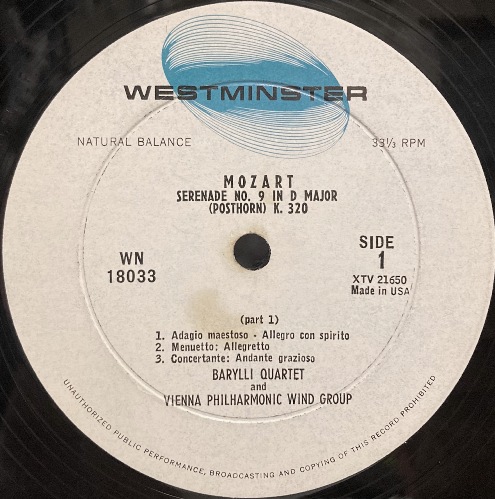 WESTMINSTER
NATURAL BALANCE
33⅓ RPM
MOZART
SERENADE NO. 9 IN D MAJOR
(POSTHORN) K. 320
WN
18033
SIDE
1
XTV 21650
Made in USA
(part 1)
1. Adagio maestoso - Allegro con spirito
2. Menuetto: Allegretto
3. Concertante: Andante grazioso
BARYLLI QUARTET
and
VIENNA PHILHARMONIC WIND GROUP
UNAUTHORIZED PUBLIC PERFORMANCE, BROADCASTING AND COPYING OF THIS RECORD PROHIBITED